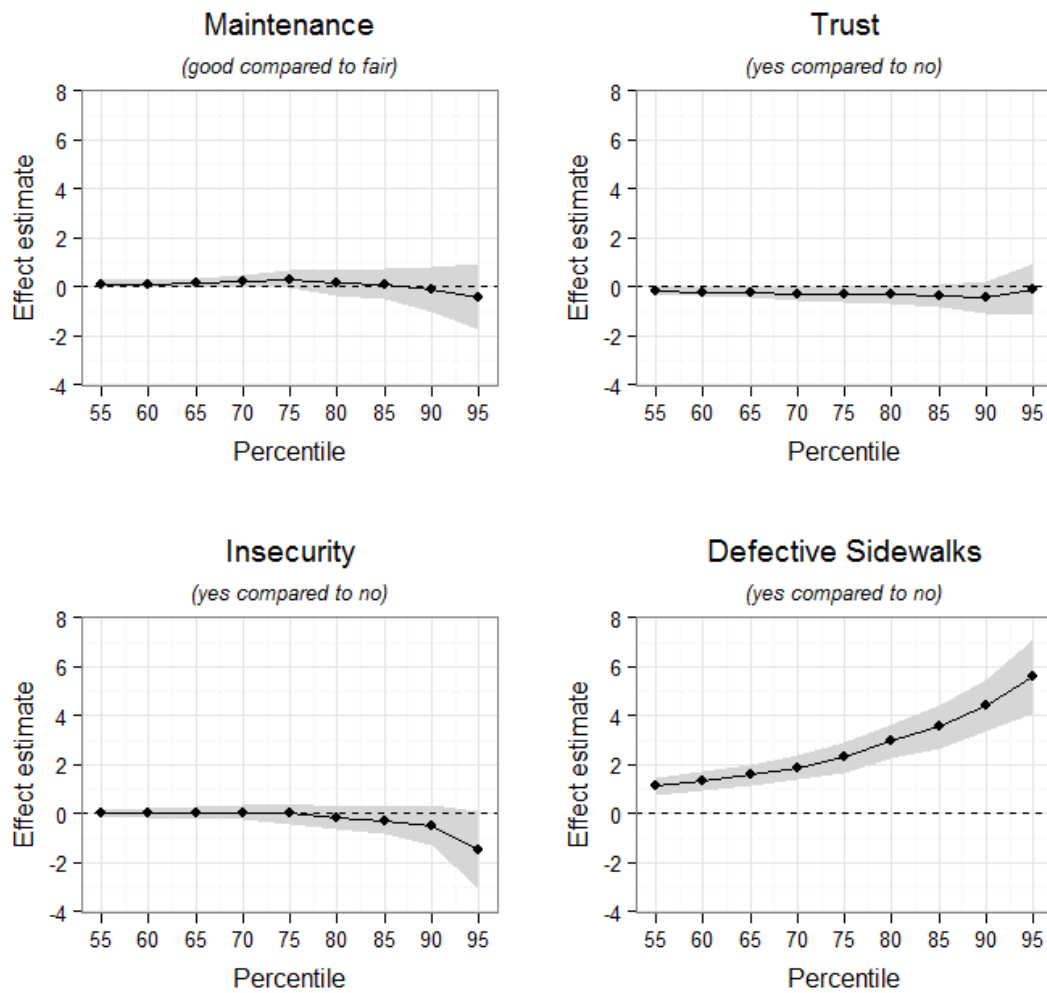 Maintenance
(good compared to fair)
8
6
4
2
0
-2
-4
Effect estimate
55 60 65 70 75 80 85 90 95
Percentile
Trust
(yes compared to no)
8
6
4
2
0
-2
-4
Effect estimate
55 60 65 70 75 80 85 90 95
Percentile
Insecurity
(yes compared to no)
8
6
4
2
0
-2
-4
Effect estimate
55 60 65 70 75 80 85 90 95
Percentile
Defective Sidewalks
(yes compared to no)
8
6
4
2
0
-2
-4
Effect estimate
55 60 65 70 75 80 85 90 95
Percentile